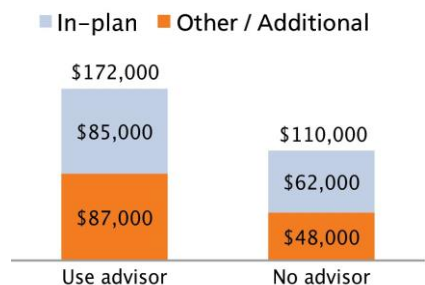 In-plan Other / Additional
$172,000
$85,000
$87,000
$110,000
$62,000
$48,000
Use advisor
No advisor